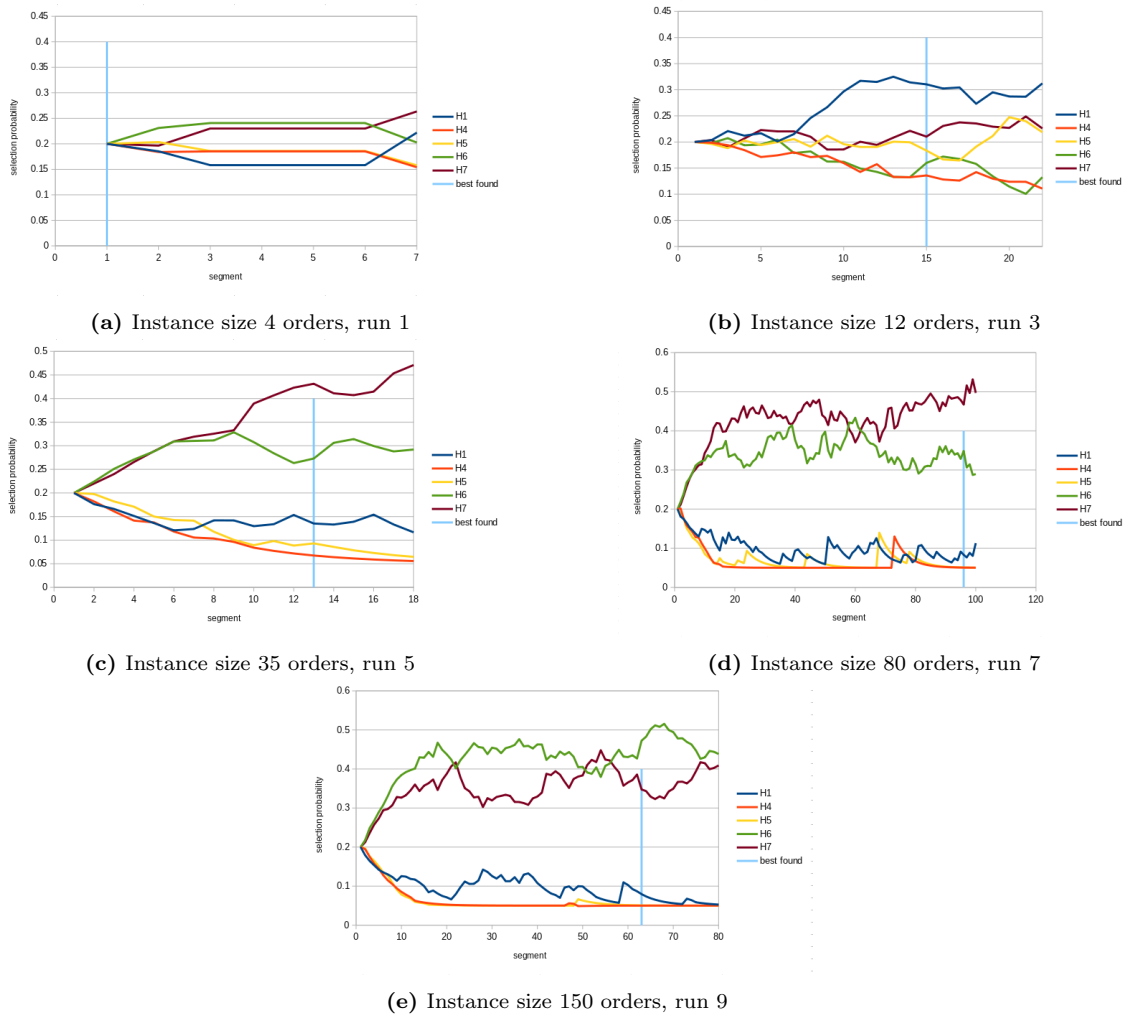 0.45
0.4
0.35
0.3
0.25
0.2
0.15
0.1
0.05
0
selection probability
0 1 2 3 4 5 6 7
segment
H1
H4
H5
H6
H7
best found
(a) Instance size 4 orders, run 1
0.45
0.4
0.35
0.3
0.25
0.2
0.15
0.1
0.05
0
selection probability
0 5 10 15 20
segment
H1
H4
H5
H6
H7
best found
(b) Instance size 12 orders, run 3
0.5
0.45
0.4
0.35
0.3
0.25
0.2
0.15
0.1
0.05
0
selection probability
0 2 4 6 8 10 12 14 16 18
segment
H1
H4
H5
H6
H7
best found
(c) Instance size 35 orders, run 5
0.6
0.5
0.4
0.3
0.2
0.1
0
selection probability
0 20 40 60 80 100 120
segment
H1
H4
H5
H6
H7
best found
(d) Instance size 80 orders, run 7
0.6
0.5
0.4
0.3
0.2
0.1
0
selection probability
0 10 20 30 40 50 60 70 80
segment
H1
H4
H5
H6
H7
best found
(e) Instance size 150 orders, run 9